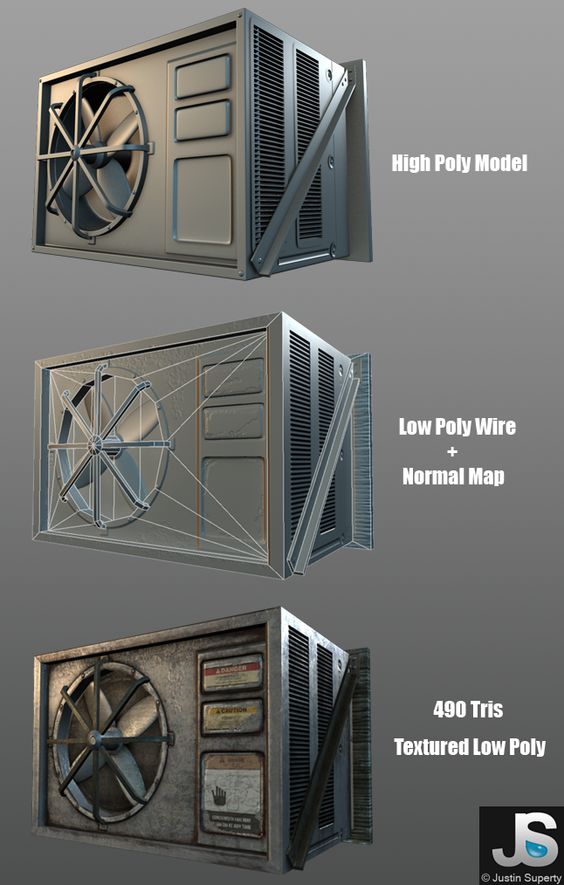 High Poly Model
Low Poly Wire
+
Normal Map
490 Tris
Textured Low Poly
DANGER
CAUTION
JS
© Justin Superty